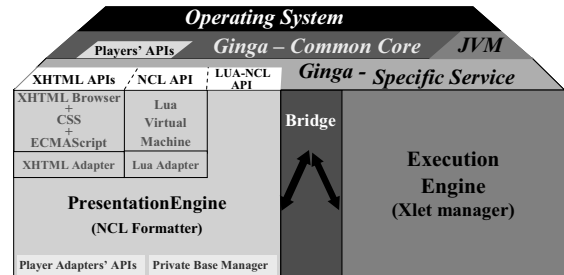 Operating System
Players' APIs
Ginga – Common Core
JVM
XHTML APIs
NCL API
LUA-NCL
API
Ginga - Specific Service
XHTML Browser
+
CSS
+
ECMAScript
Lua
Virtual
Machine
XHTML Adapter
Lua Adapter
Bridge
Execution
Engine
(Xlet manager)
PresentationEngine
(NCL Formatter)
Player Adapters' APIs
Private Base Manager